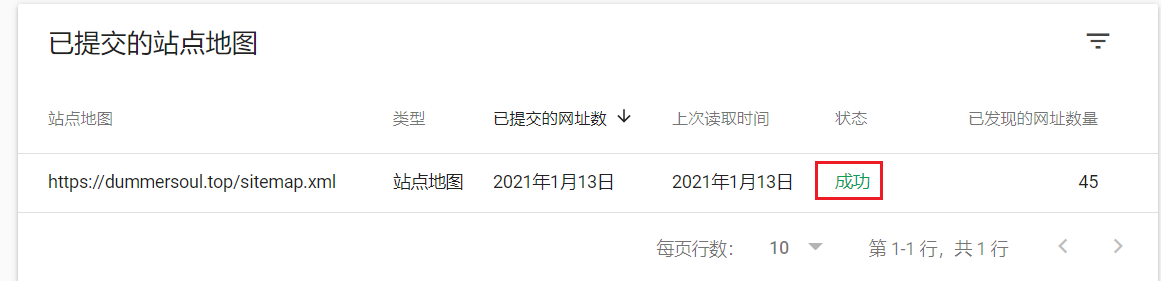 已提交的站点地图
站点地图 类型 已提交的网址数 上次读取时间 状态 已发现的网址数量
https://dummersoul.top/sitemap.xml 站点地图 2021年1月13日 2021年1月13日 成功 45
每页行数: 10 第 1-1 行，共 1 行